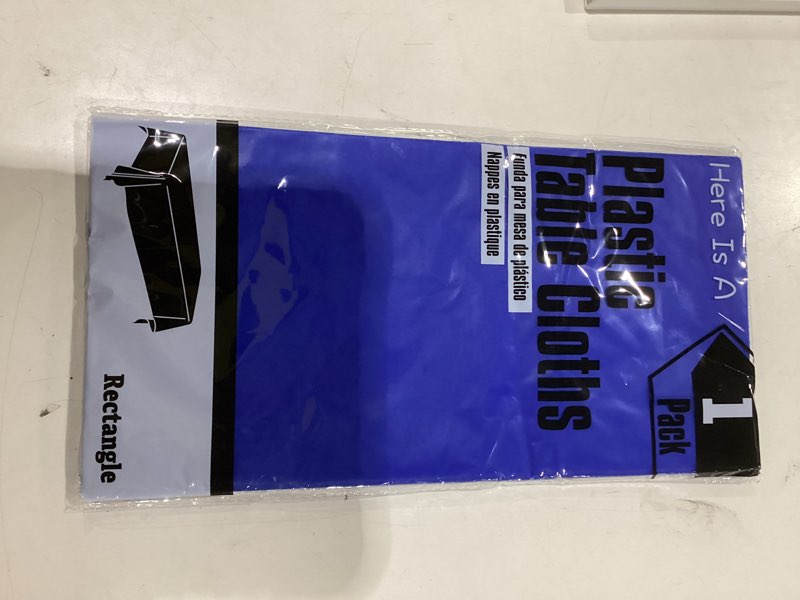 Here Is A /
1
Pack
Plastic
Table Cloths
Funda para mesa de plástico
Nappes en plastique
Rectangle